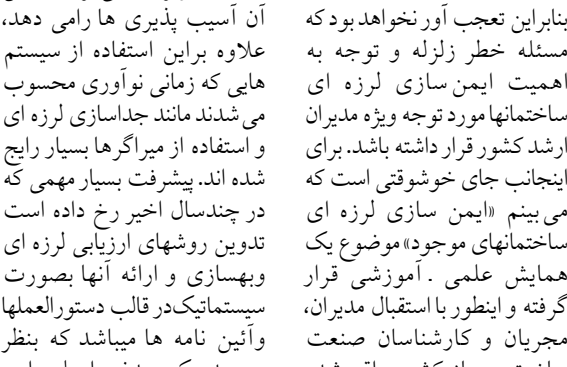 بنابراین تعجب آور نخواهد بود که
مسئله خطر زلزله و توجه به
اهمیت ایمن سازی لرزه ای
ساختمانها مورد توجه ویژه مدیران
ارشد کشور قرار داشته باشد. برای
اینجانب جای خوشوقتی است که
می بینم «ایمن سازی لرزه ای
ساختمانهای موجود» موضوع یک
همایش علمی ـ آموزشی قرار
گرفته و اینطور با استقبال مدیران،
مجریان و کارشناسان صنعت
آن آسیب پذیری ها رامی دهد،
علاوه براین استفاده از سیستم
هایی که زمانی نوآوری محسوب
می شدند مانند جداسازی لرزه ای
و استفاده از میراگرها بسیار رایج
شده اند. پیشرفت بسیار مهمی که
در چندسال اخیر رخ داده است
تدوین روشهای ارزیابی لرزه ای
وبهسازی و ارائه آنها بصورت
سیستماتیک‌در قالب دستورالعملها
وآئین نامه ها میباشد که بنظر